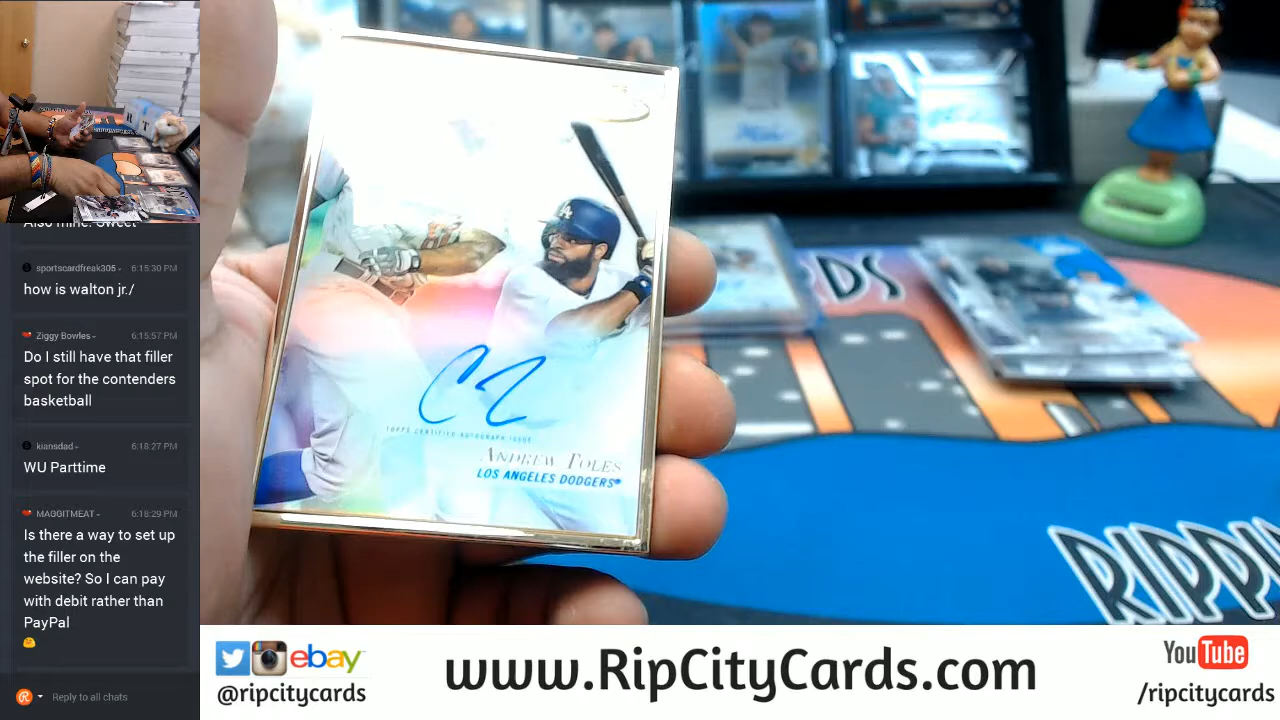 Also mine. Sweet
sportscardfreak305
6:15:30 PM
how is walton jr./
Ziggy Bowles
6:15:57 PM
Do I still have that filler
spot for the contenders
basketball
kiansdad
6:18:27 PM
WU Parttime
MAGGITMEAT
6:18:29 PM
Is there a way to set up
the filler on the
website? So I can pay
with debit rather than
PayPal
Reply to all chats
LA
TOPPS CERTIFIED AUTOGRAPH ISSUE
ANDREW TOLES
LOS ANGELES DODGERS®
ARDS
RIPPI
ebay
@ripcitycards
www.RipCityCards.com
YouTube
/ripcitycards